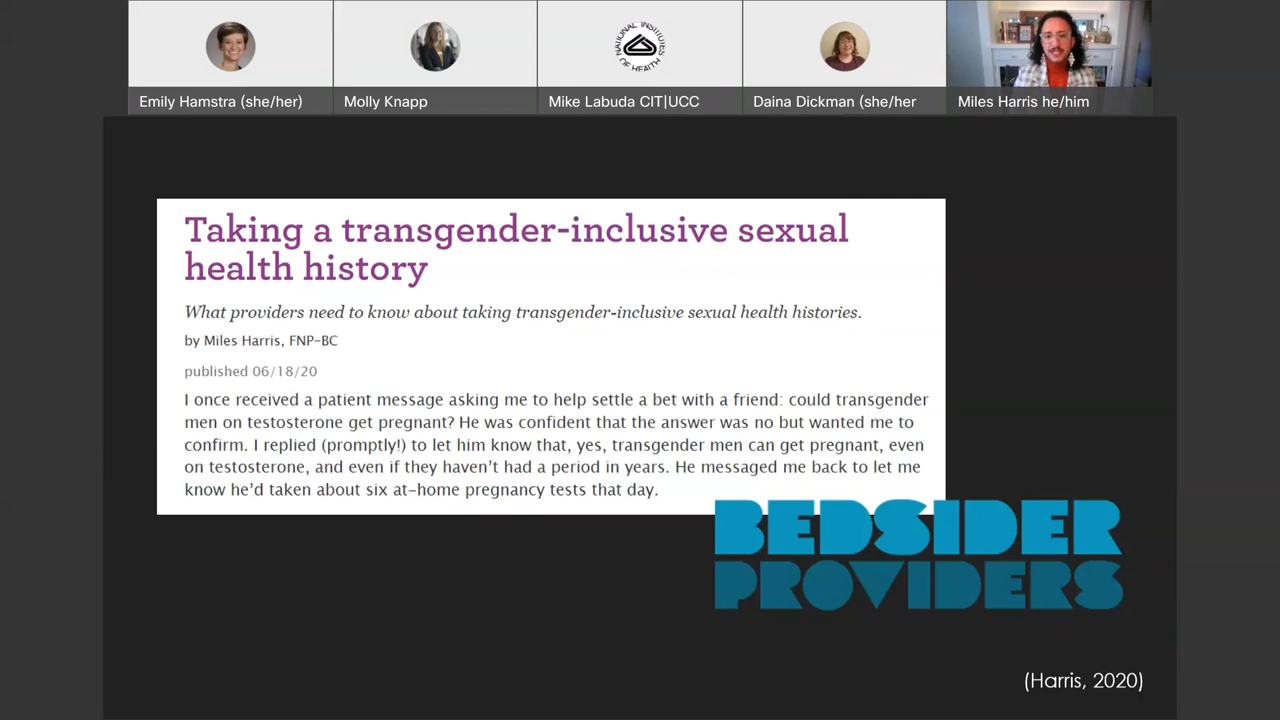 NATIONAL INSTITUTES OF HEALTH
Emily Hamstra (she/her)
Molly Knapp
Mike Labuda CIT|UCC
Daina Dickman (she/her
Miles Harris he/him
Taking a transgender-inclusive sexual
health history
What providers need to know about taking transgender-inclusive sexual health histories.
by Miles Harris, FNP-BC
published 06/18/20
I once received a patient message asking me to help settle a bet with a friend: could transgender
men on testosterone get pregnant? He was confident that the answer was no but wanted me to
confirm. I replied (promptly!) to let him know that, yes, transgender men can get pregnant, even
on testosterone, and even if they haven't had a period in years. He messaged me back to let me
know he'd taken about six at-home pregnancy tests that day.
BEDSIDER
PROVIDERS
(Harris, 2020)